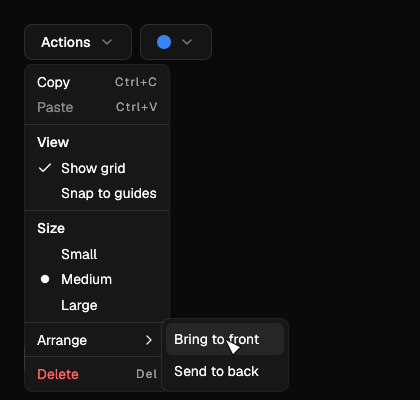 Actions
Copy Ctrl+C
Paste Ctrl+V
View
Show grid
Snap to guides
Size
Small
Medium
Large
Arrange
Bring to front
Send to back
Delete Del